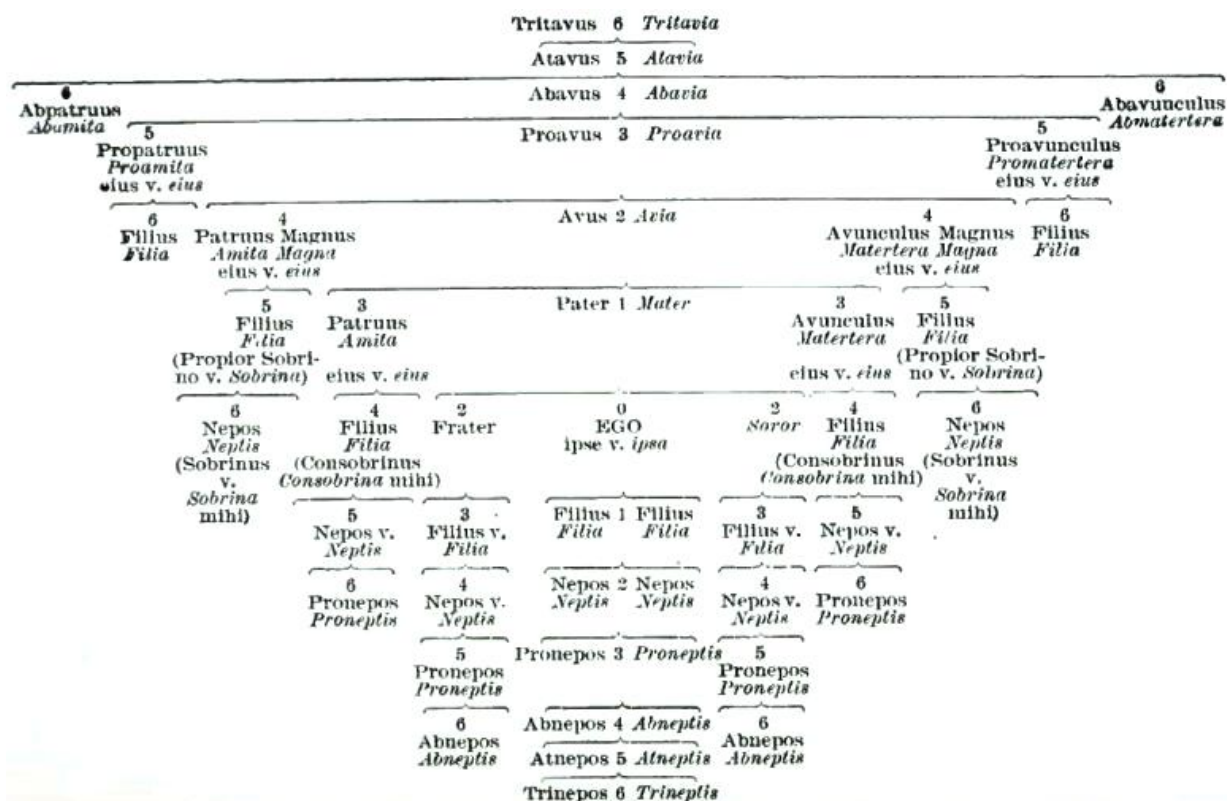 Tritavus 6 Tritavia
Atavus 5 Atavia
6 Abavus 4 Abavia 6
Abpatruus Abavunculus
Abamita Abmatertera
5 Proavus 3 Proavia 5
Propatruus Proavunculus
Proamita Promatertera
eius v. eius eius v. eius
6 4 Avus 2 Avia 4 6
Filius Patruus Magnus Avunculus Magnus Filius
Filia Amita Magna Matertera Magna Filia
eius v. eius eius v. eius
5 3 Pater 1 Mater 3 5
Filius Patruus Avunculus Filius
Filia Amita Matertera Filia
(Propior Sobri- (Propior Sobri-
no v. Sobrina) eius v. eius eius v. eius no v. Sobrina)
6 4 2 0 2 4 6
Nepos Filius Frater EGO Soror Filius Nepos
Neptis Filia ipse v. ipsa Filia Neptis
(Sobrinus (Consobrinus (Consobrinus (Sobrinus
v. Consobrina mihi) Consobrina mihi) v.
Sobrina Sobrina
mihi) mihi)
5 3 Filius 1 Filius 3 5
Nepos v. Filius v. Filia Filia Filius v. Nepos v.
Neptis Filia Filia Neptis
6 4 Nepos 2 Nepos 4 6
Pronepos Nepos v. Neptis Neptis Nepos v. Pronepos
Proneptis Neptis Neptis Proneptis
5 Pronepos 3 Proneptis 5
Pronepos Pronepos
Proneptis Proneptis
6 Abnepos 4 Abneptis 6
Abnepos Abnepos
Abneptis Atnepos 5 Atneptis Abneptis
Trinepos 6 Trineptis